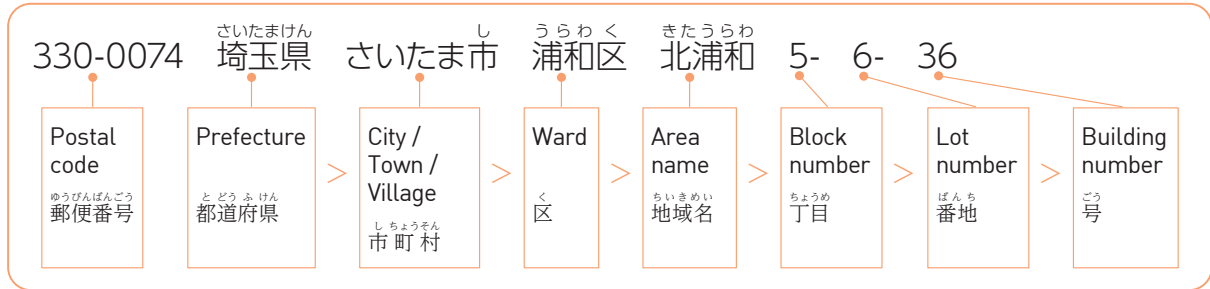 さいたまけん し うらわ く きたうらわ
330-0074 埼玉県 さいたま市 浦和区 北浦和 5- 6- 36
Postal code
ゆうびんばんごう
郵便番号
Prefecture
と どう ふ けん
都道府県
>
City /
Town /
Village
し ちょうそん
市町村
>
Ward
く
区
>
Area
name
ちいきめい
地域名
>
Block
number
ちょうめ
丁目
>
Lot
number
ばんち
番地
>
Building
number
ごう
号